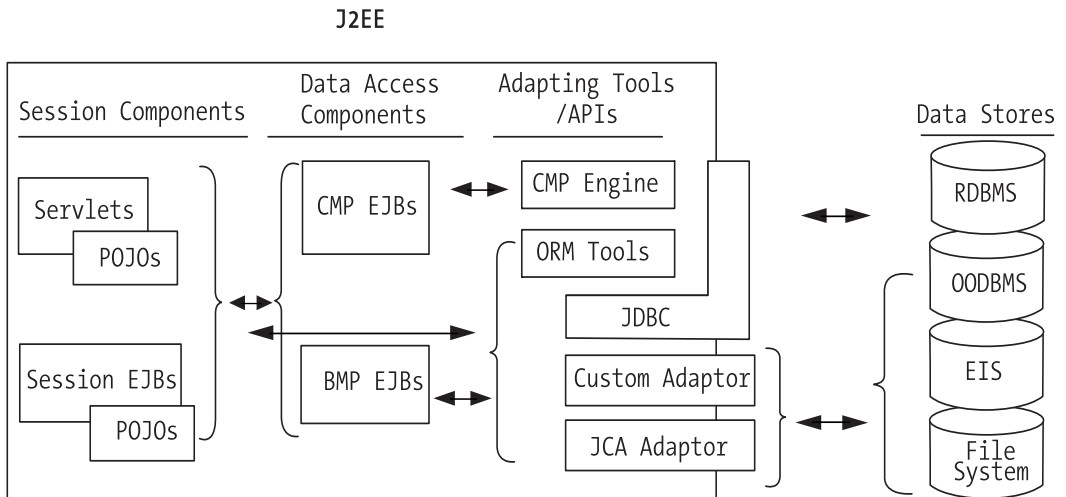 J2EE
Session Components
Data Access
Components
Adapting Tools
/APIs
Data Stores
Servlets
POJOs
Session EJBs
POJOs
CMP EJBs
BMP EJBs
CMP Engine
ORM Tools
JDBC
Custom Adaptor
JCA Adaptor
RDBMS
OODBMS
EIS
File
System